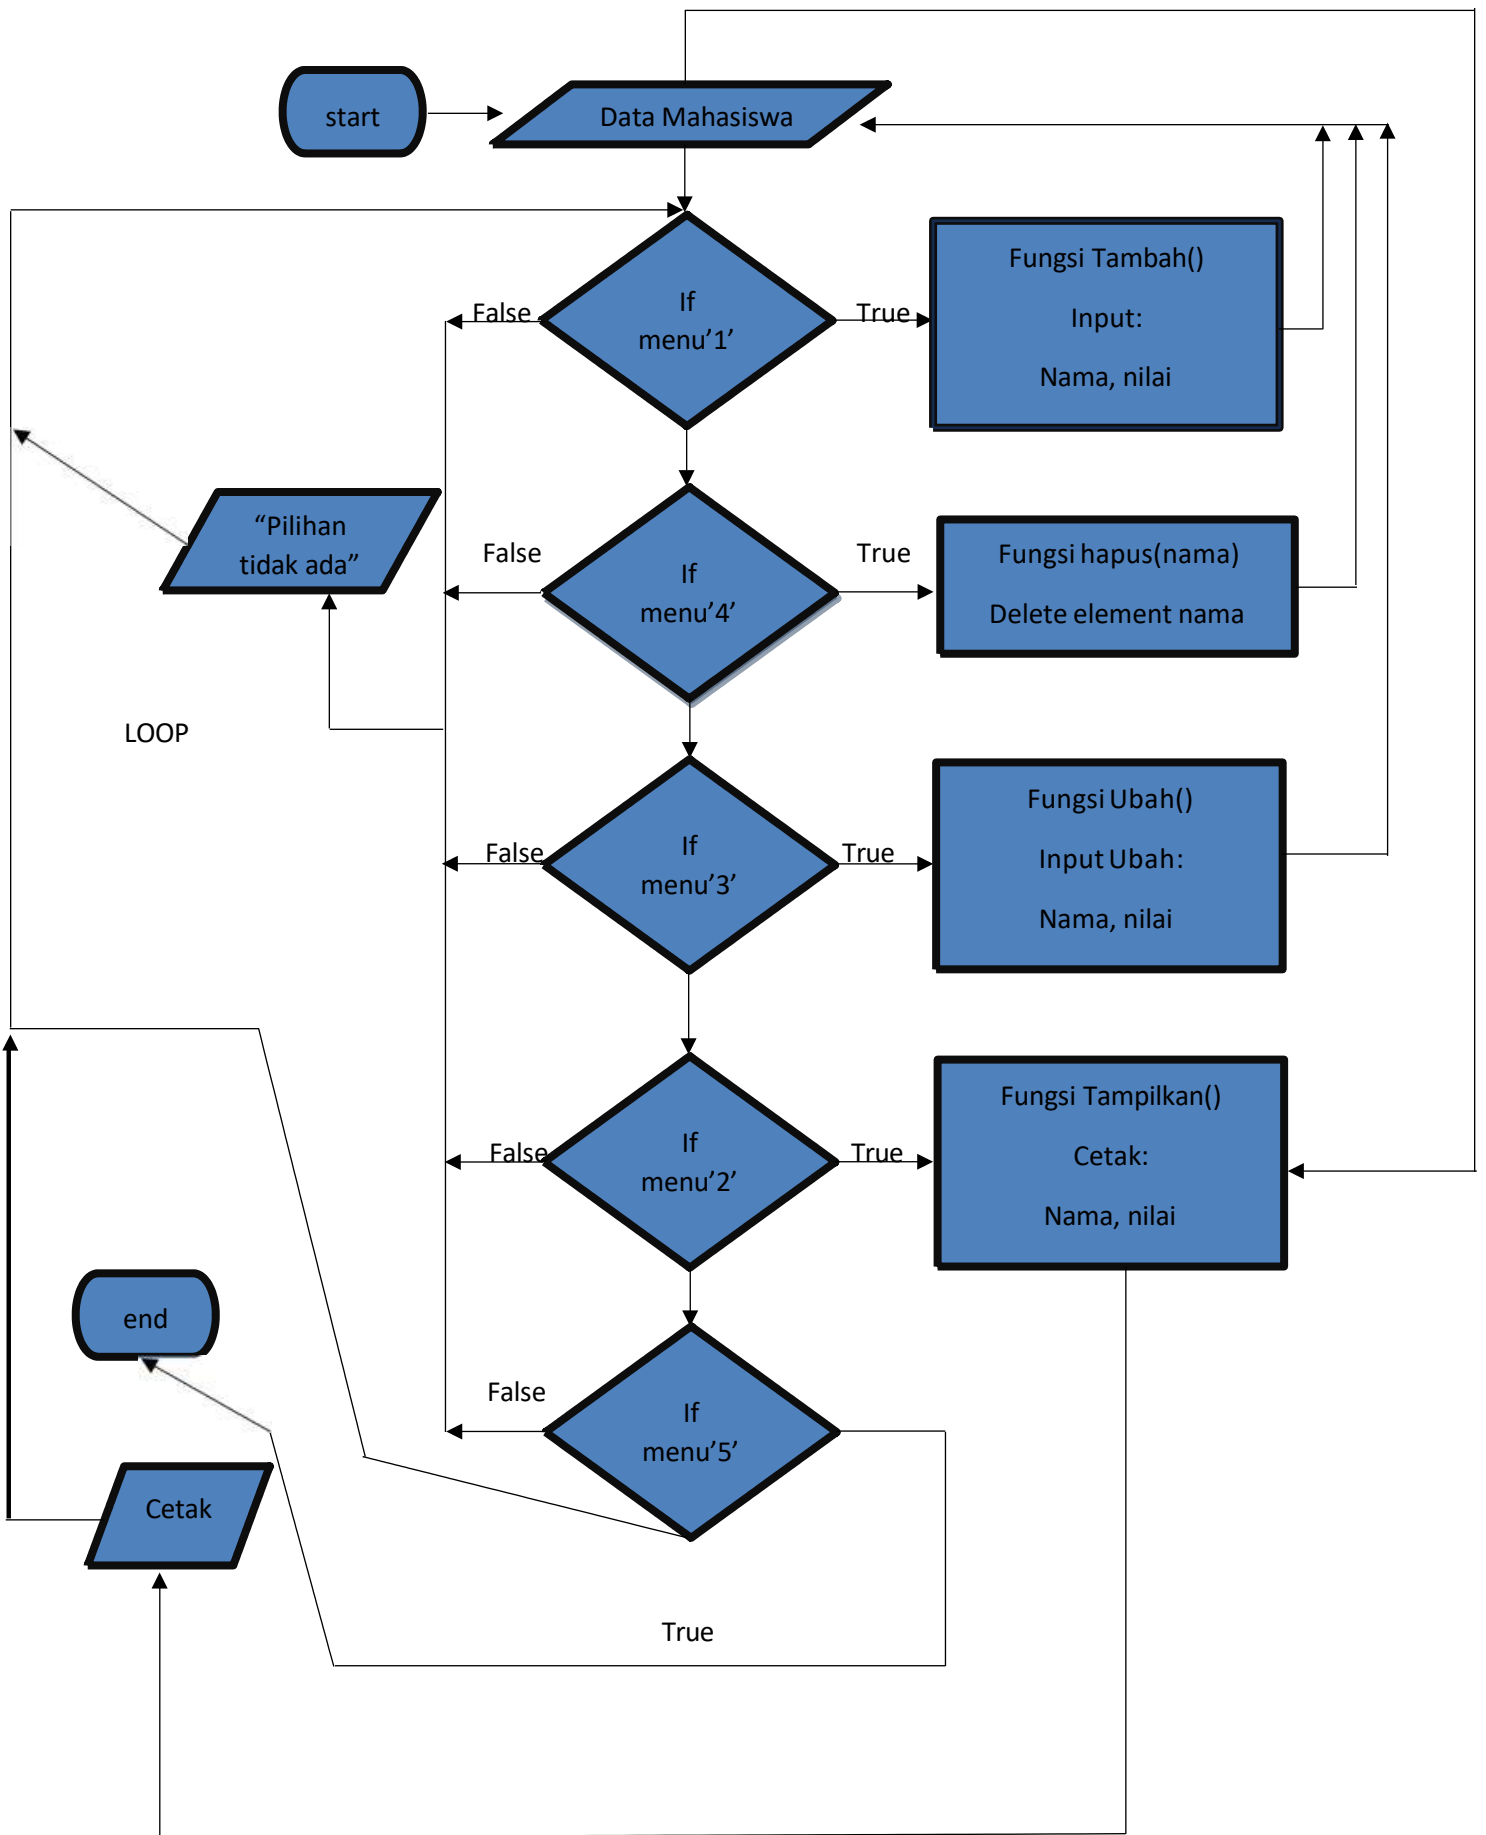 start
Data Mahasiswa
If
menu’1’
False
True
Fungsi Tambah()
Input:
Nama, nilai
“Pilihan
tidak ada”
False
If
menu’4’
True
Fungsi hapus(nama)
Delete element nama
LOOP
False
If
menu’3’
True
Fungsi Ubah()
Input Ubah:
Nama, nilai
False
If
menu’2’
True
Fungsi Tampilkan()
Cetak:
Nama, nilai
end
False
If
menu’5’
Cetak
True